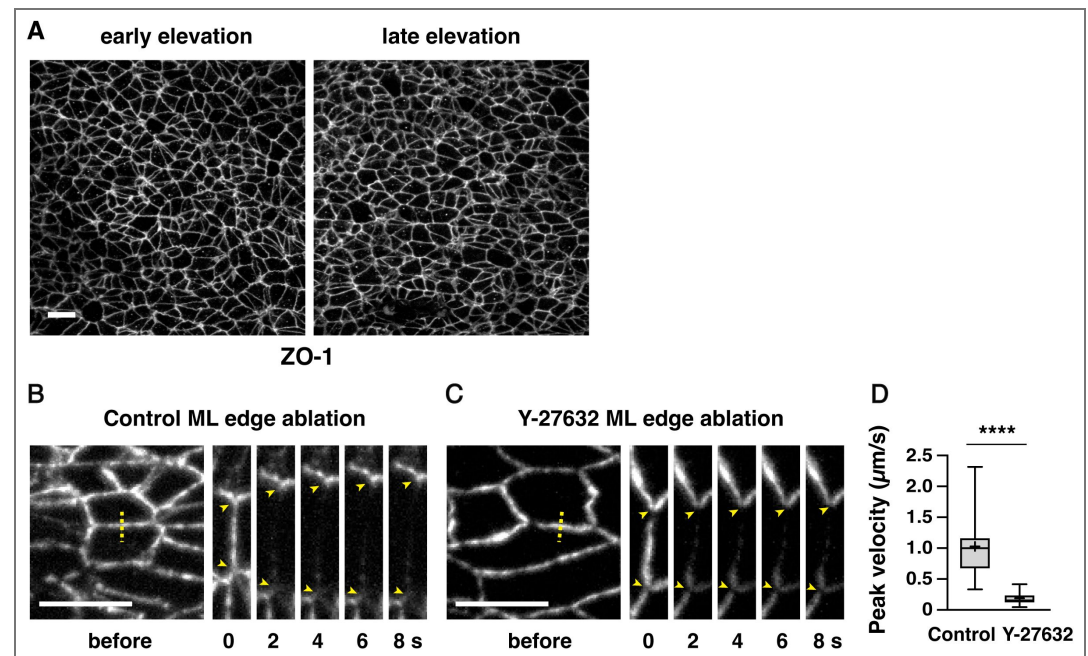 A
early elevation
late elevation
ZO-1
B
Control ML edge ablation
before
0
2
4
6
8 s
C
Y-27632 ML edge ablation
before
0
2
4
6
8 s
D
****
Peak velocity (µm/s)
2.5
2.0
1.5
1.0
0.5
0
Control Y-27632